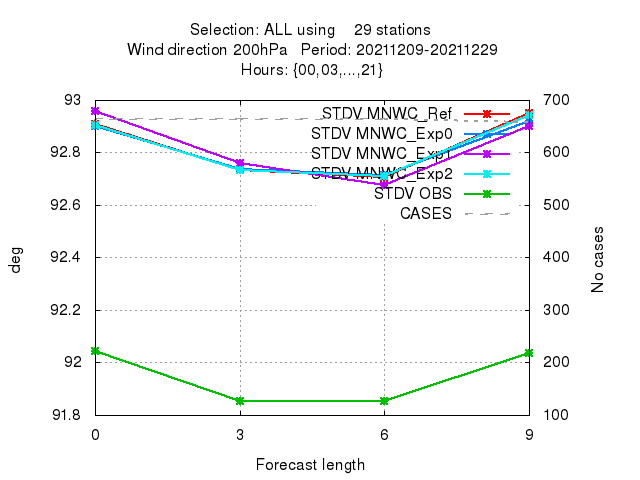 Selection: ALL using    29 stations
Wind direction 200hPa   Period: 20211209-20211229
Hours: {00,03,...,21}
93
92.8
92.6
92.4
92.2
92
91.8
700
600
500
400
300
200
100
0
3
6
9
deg
No cases
Forecast length
STDV MNWC_Ref
STDV MNWC_Exp0
STDV MNWC_Exp1
STDV MNWC_Exp2
STDV OBS
CASES